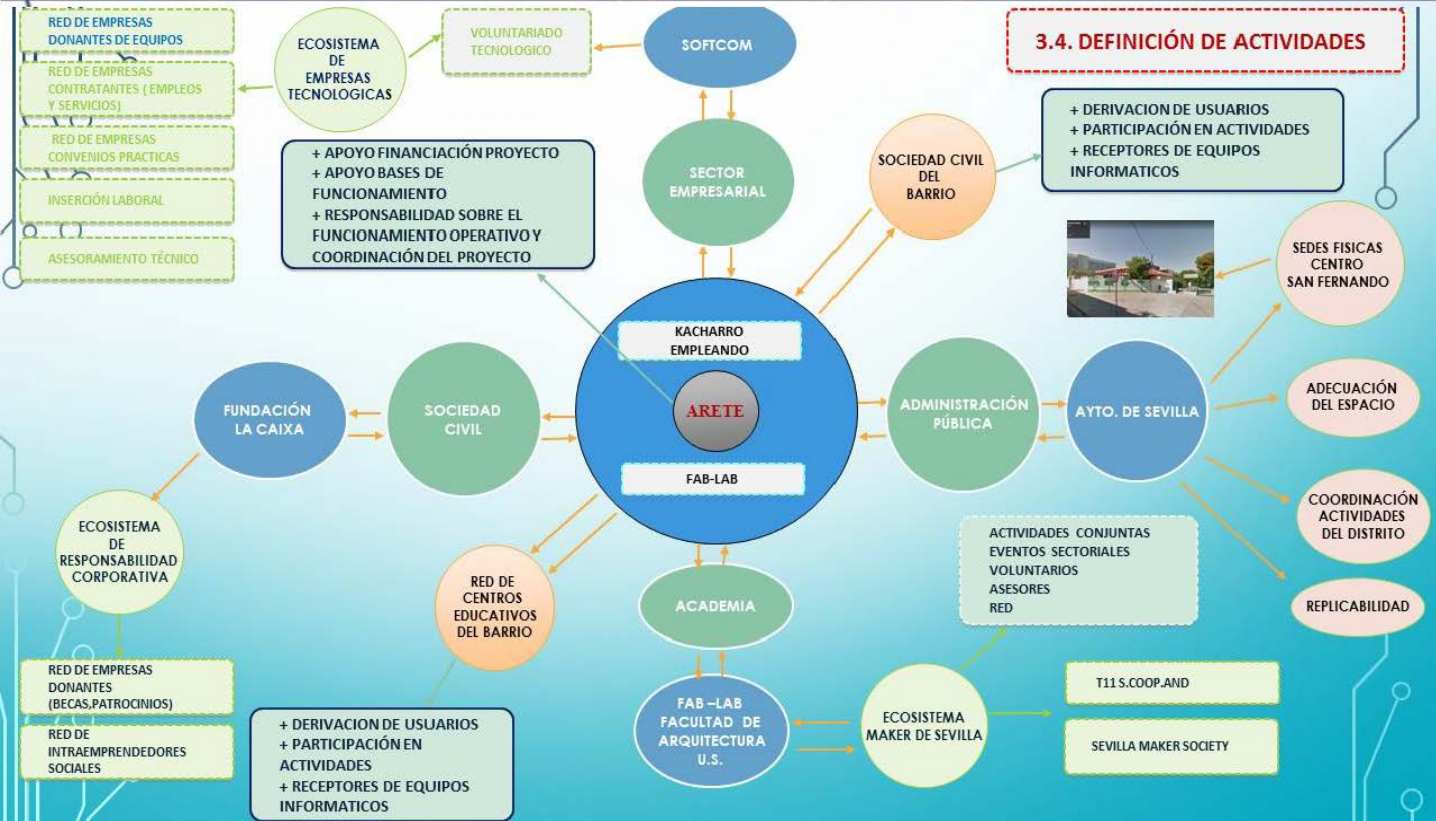 RED DE EMPRESAS
DONANTES DE EQUIPOS
RED DE EMPRESAS
CONTRATANTES ( EMPLEOS
Y SERVICIOS)
RED DE EMPRESAS
CONVENIOS PRACTICAS
INSERCIÓN LABORAL
ASESORAMIENTO TÉCNICO
ECOSISTEMA
DE
EMPRESAS
TECNOLOGICAS
VOLUNTARIADO
TECNOLOGICO
SOFTCOM
3.4. DEFINICIÓN DE ACTIVIDADES
+ APOYO FINANCIACIÓN PROYECTO
+ APOYO BASES DE
FUNCIONAMIENTO
+ RESPONSABILIDAD SOBRE EL
FUNCIONAMIENTO OPERATIVO Y
COORDINACIÓN DEL PROYECTO
SECTOR
EMPRESARIAL
SOCIEDAD CIVIL
DEL
BARRIO
+ DERIVACION DE USUARIOS
+ PARTICIPACIÓN EN ACTIVIDADES
+ RECEPTORES DE EQUIPOS
INFORMATICOS
SEDES FISICAS
CENTRO
SAN FERNANDO
KACHARRO
EMPLEANDO
ARETE
FAB-LAB
FUNDACIÓN
LA CAIXA
SOCIEDAD
CIVIL
ADMINISTRACIÓN
PÚBLICA
AYTO. DE SEVILLA
ADECUACIÓN
DEL ESPACIO
COORDINACIÓN
ACTIVIDADES
DEL DISTRITO
REPLICABILIDAD
ECOSISTEMA
DE
RESPONSABILIDAD
CORPORATIVA
RED DE
CENTROS
EDUCATIVOS
DEL BARRIO
ACADEMIA
ACTIVIDADES CONJUNTAS
EVENTOS SECTORIALES
VOLUNTARIOS
ASESORES
RED
RED DE EMPRESAS
DONANTES
(BECAS,PATROCINIOS)
RED DE
INTRAEMPRENDEDORES
SOCIALES
+ DERIVACION DE USUARIOS
+ PARTICIPACIÓN EN
ACTIVIDADES
+ RECEPTORES DE EQUIPOS
INFORMATICOS
FAB –LAB
FACULTAD DE
ARQUITECTURA
U.S.
ECOSISTEMA
MAKER DE SEVILLA
T11 S.COOP.AND
SEVILLA MAKER SOCIETY